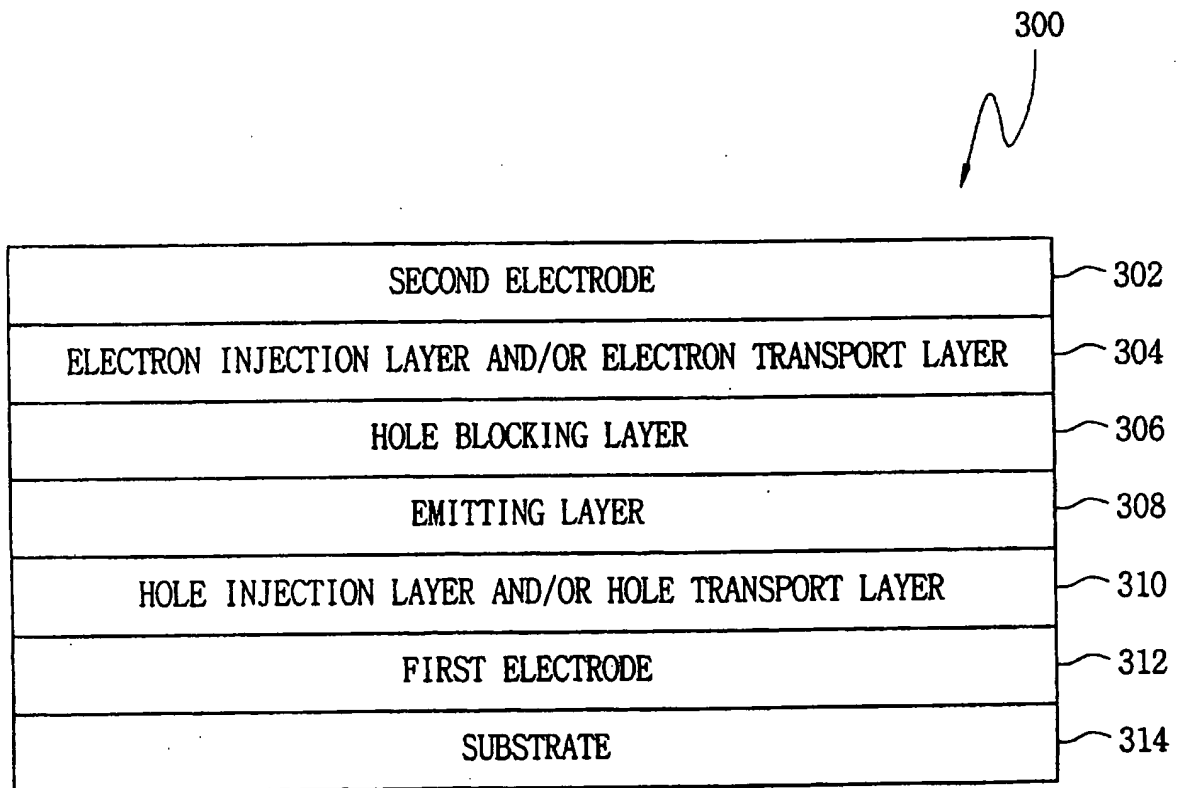 300
SECOND ELECTRODE 302
ELECTRON INJECTION LAYER AND/OR ELECTRON TRANSPORT LAYER 304
HOLE BLOCKING LAYER 306
EMITTING LAYER 308
HOLE INJECTION LAYER AND/OR HOLE TRANSPORT LAYER 310
FIRST ELECTRODE 312
SUBSTRATE 314